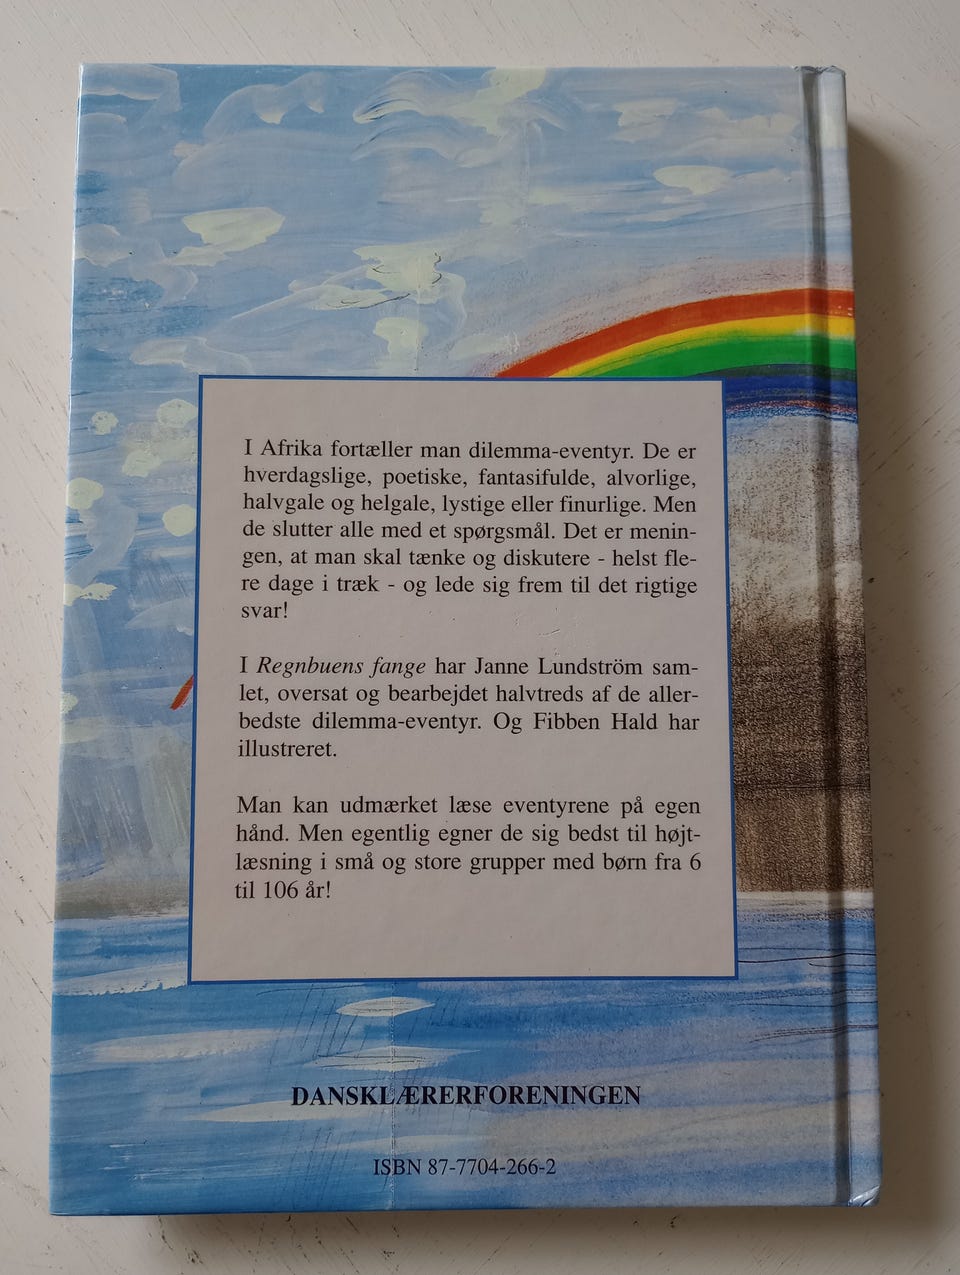 I Afrika fortæller man dilemma-eventyr. De er
hverdagslige, poetiske, fantasifulde, alvorlige,
halvgale og helgale, lystige eller finurlige. Men
de slutter alle med et spørgsmål. Det er menin-
gen, at man skal tænke og diskutere - helst fle-
re dage i træk - og lede sig frem til det rigtige
svar!
I Regnbuens fange har Janne Lundström sam-
let, oversat og bearbejdet halvtreds af de aller-
bedste dilemma-eventyr. Og Fibben Hald har
illustreret.
Man kan udmærket læse eventyrene på egen
hånd. Men egentlig egner de sig bedst til højt-
læsning i små og store grupper med børn fra 6
til 106 år!
DANSKLÆRERFORENINGEN
ISBN 87-7704-266-2